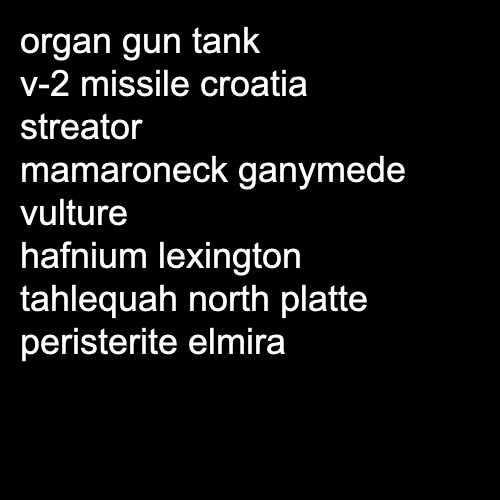 organ gun tank
v-2 missile croatia
streator
mamaroneck ganymede
vulture
hafnium lexington
tahlequah north platte
peristerite elmira